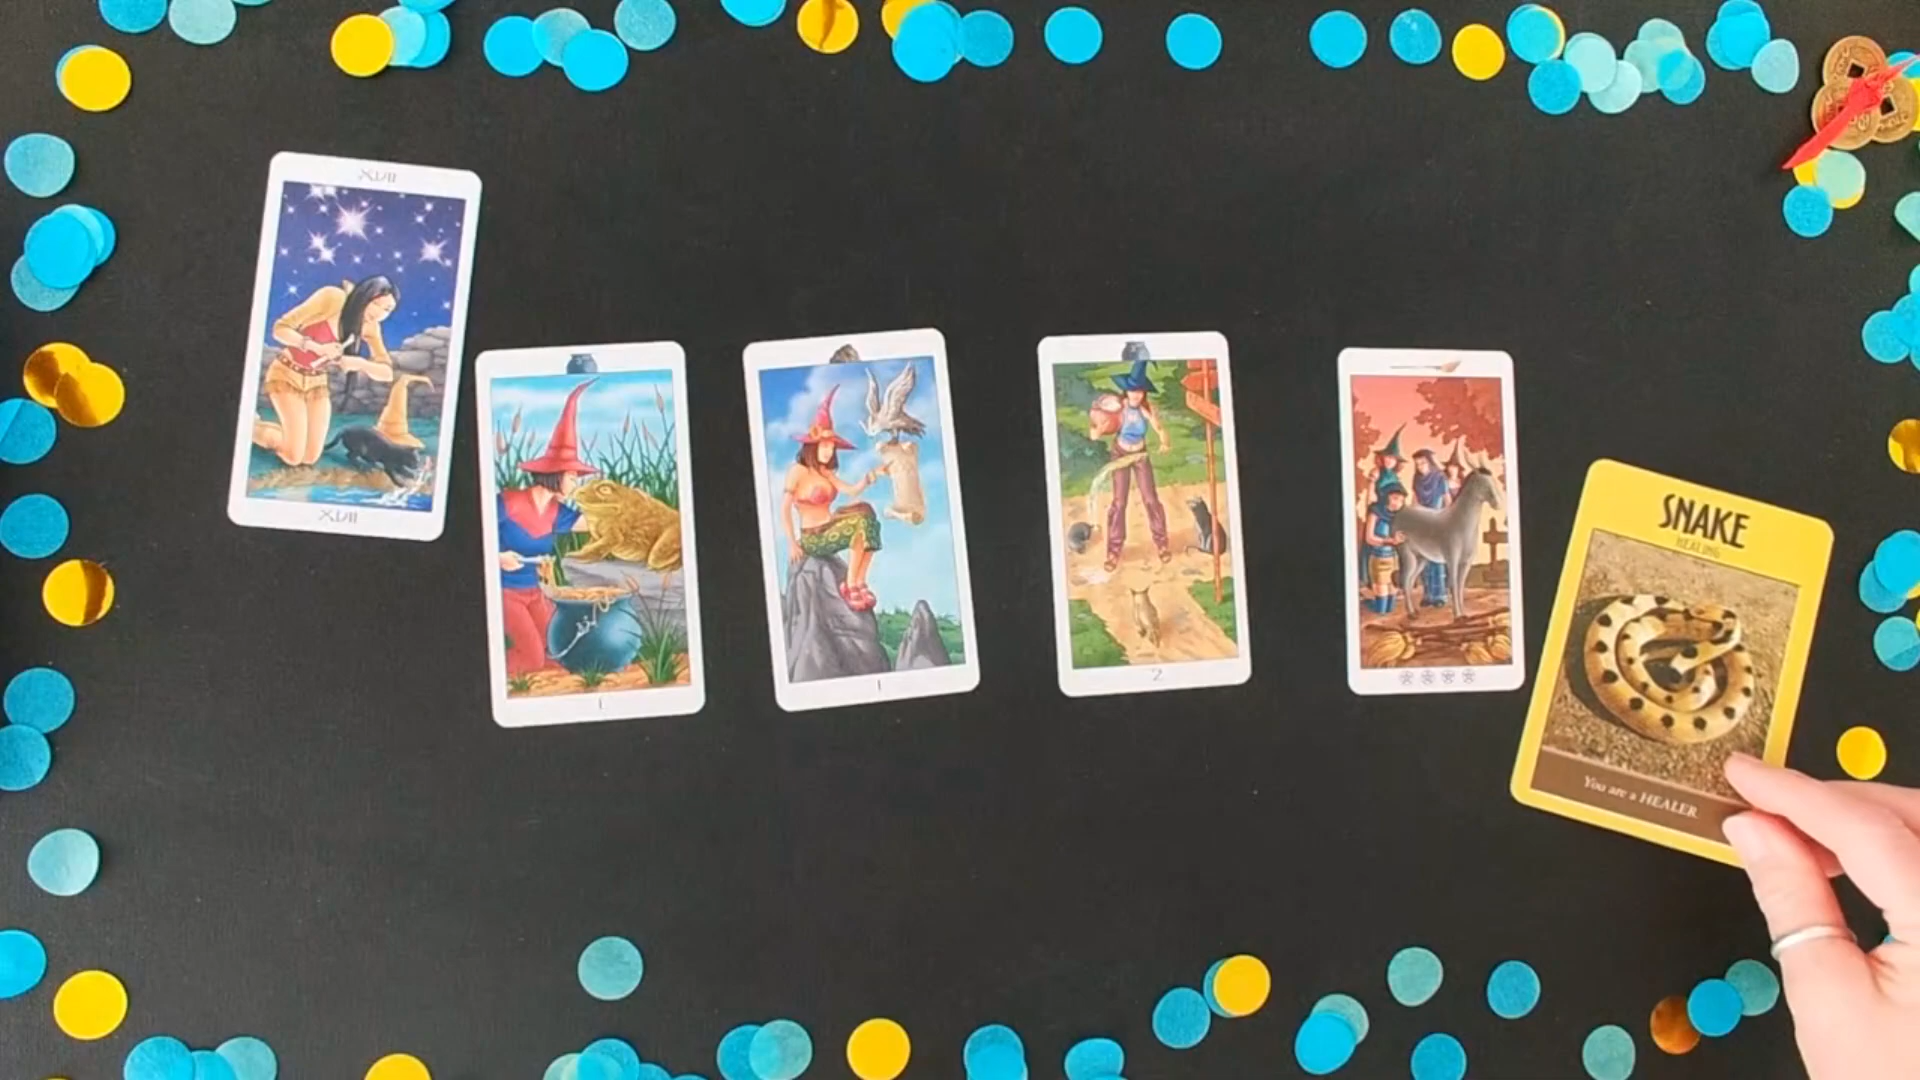 XVII
XVII
1
1
2
SNAKE
HEALING
You are a HEALER